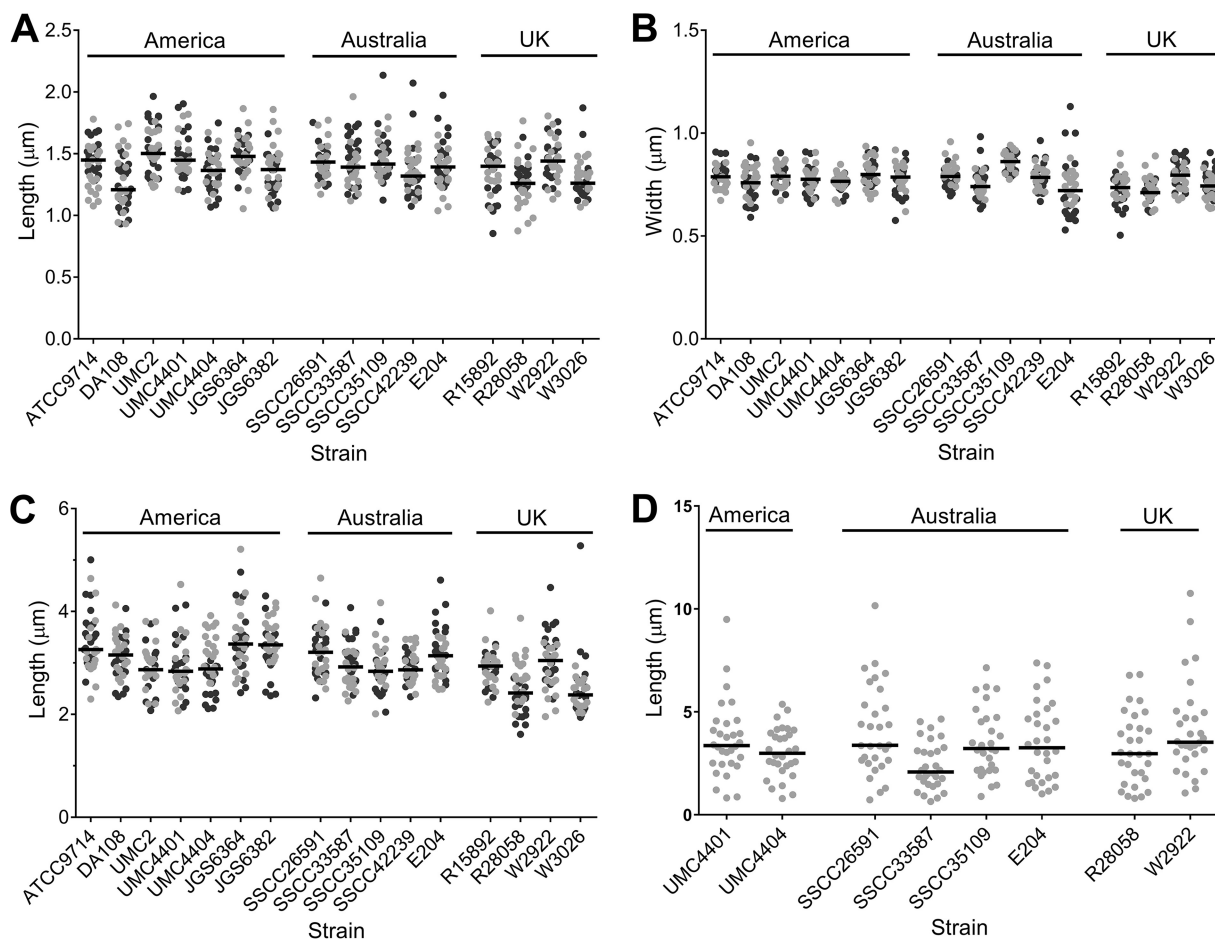 A
America Australia UK
Length (μm)
2.5
2.0
1.5
1.0
0.5
0.0
ATCC9714 DA108 UMC2 UMC4401 UMC4404 JGS6364 JGS6382 SSCC26591 SSCC33587 SSCC35109 SSCC42239 E204 R15892 R28058 W2922 W3026
Strain
B
America Australia UK
Width (μm)
1.5
1.0
0.5
0.0
ATCC9714 DA108 UMC2 UMC4401 UMC4404 JGS6364 JGS6382 SSCC26591 SSCC33587 SSCC35109 SSCC42239 E204 R15892 R28058 W2922 W3026
Strain
C
America Australia UK
Length (μm)
6
4
2
0
ATCC9714 DA108 UMC2 UMC4401 UMC4404 JGS6364 JGS6382 SSCC26591 SSCC33587 SSCC35109 SSCC42239 E204 R15892 R28058 W2922 W3026
Strain
D
America Australia UK
Length (μm)
15
10
5
0
UMC4401 UMC4404 SSCC26591 SSCC33587 SSCC35109 E204 R28058 W2922
Strain